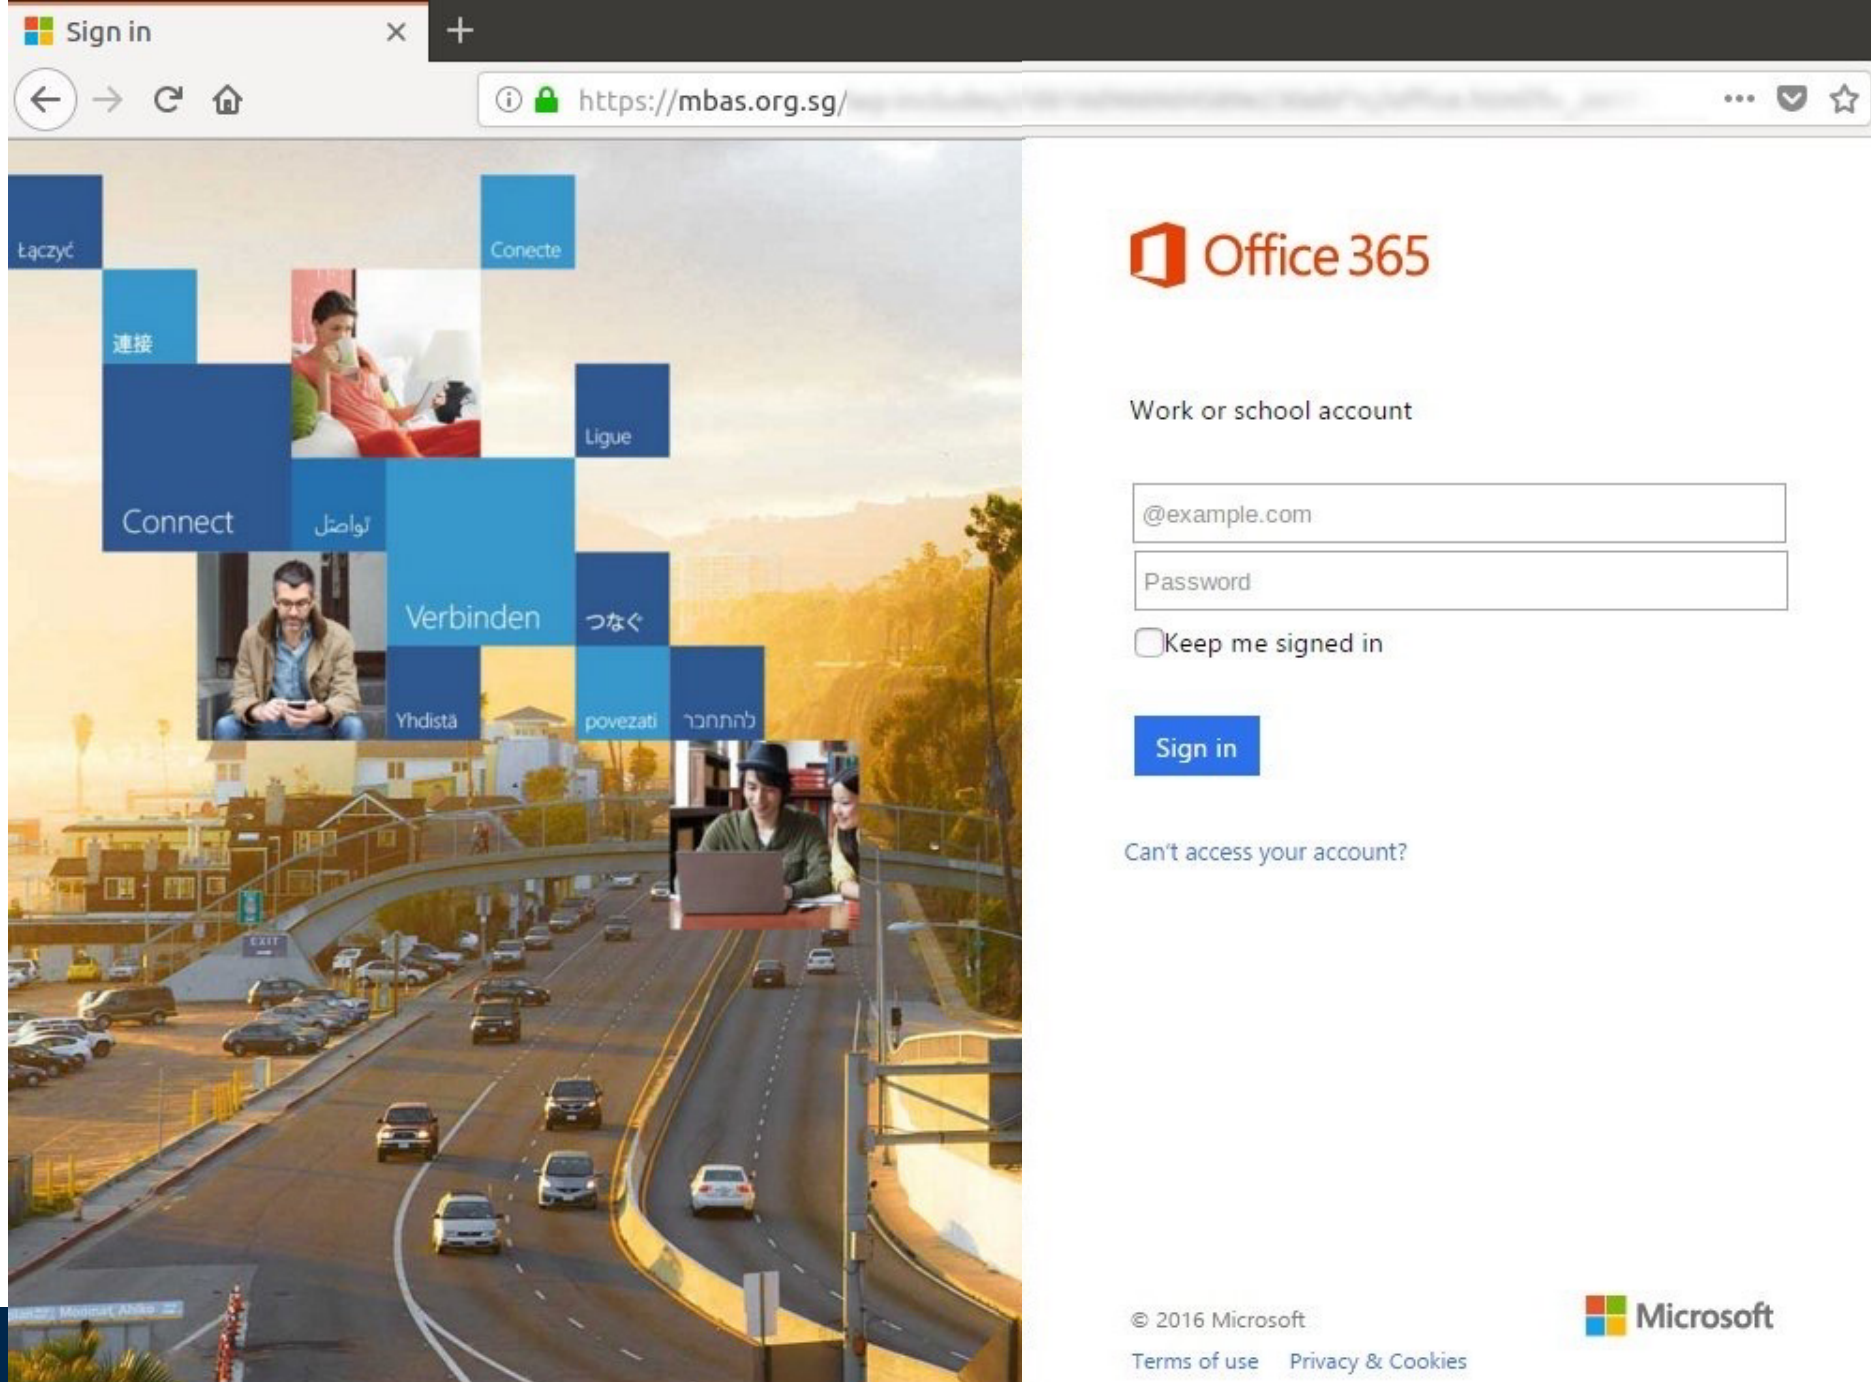 Sign in
https://mbas.org.sg/
Łączyć
Conecte
連接
Ligue
Connect
تواصل
Verbinden
つなぐ
Yhdistä
povezati
להתחבר
EXIT
Office 365
Work or school account
@example.com
Password
Keep me signed in
Sign in
Can't access your account?
© 2016 Microsoft
Microsoft
Terms of use Privacy & Cookies